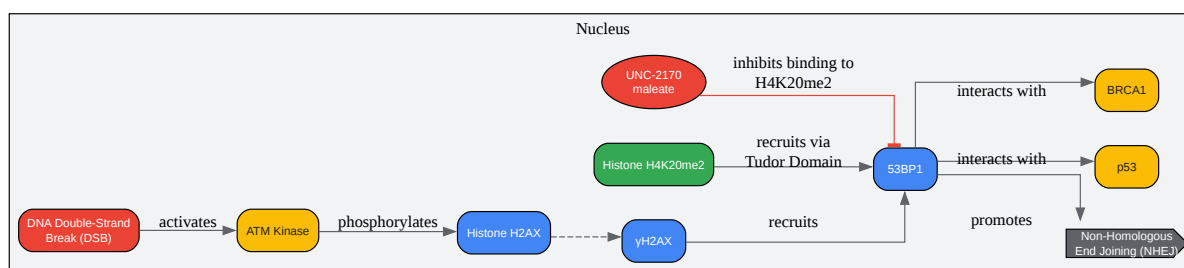 Nucleus
UNC-2170
maleate
inhibits binding to
H4K20me2
interacts with
BRCA1
Histone H4K20me2
recruits via
Tudor Domain
53BP1
interacts with
p53
DNA Double-Strand
Break (DSB)
activates
ATM Kinase
phosphorylates
Histone H2AX
γH2AX
recruits
promotes
Non-Homologous
End Joining (NHEJ)